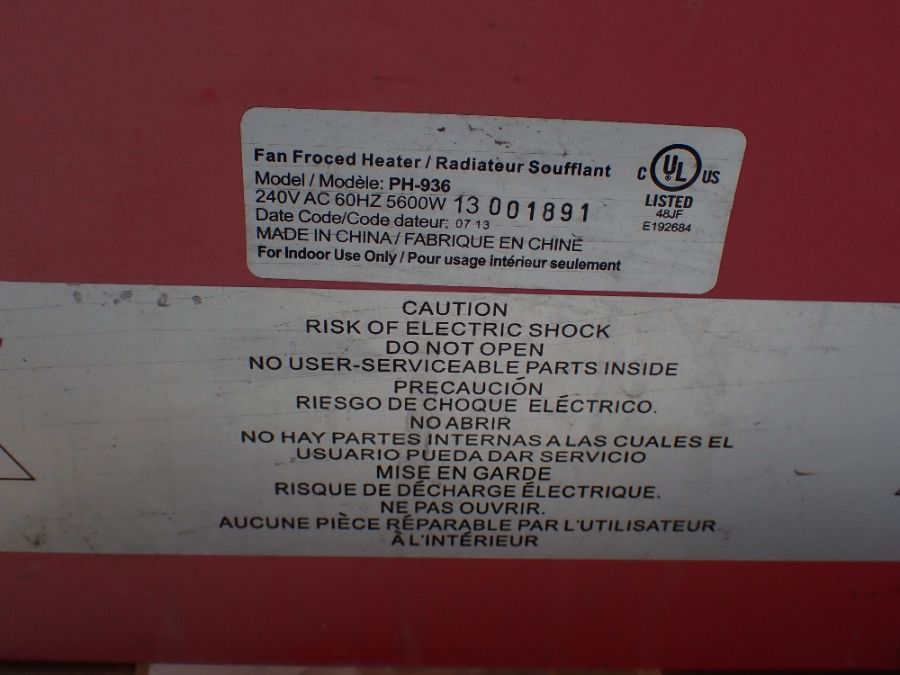 Fan Froced Heater / Radiateur Soufflant
Model / Modèle: PH-936
240V AC 60HZ 5600W 13 001891
Date Code/Code dateur: 07 13
MADE IN CHINA / FABRIQUE EN CHINE
For Indoor Use Only / Pour usage intérieur seulement
C UL US
LISTED
48JF
E192684
CAUTION
RISK OF ELECTRIC SHOCK
DO NOT OPEN
NO USER-SERVICEABLE PARTS INSIDE
PRECAUCIÓN
RIESGO DE CHOQUE ELÉCTRICO.
NO ABRIR
NO HAY PARTES INTERNAS A LAS CUALES EL
USUARIO PUEDA DAR SERVICIO
MISE EN GARDE
RISQUE DE DÉCHARGE ÉLECTRIQUE.
NE PAS OUVRIR.
AUCUNE PIÈCE RÉPARABLE PAR L'UTILISATEUR
À L'INTÉRIEUR